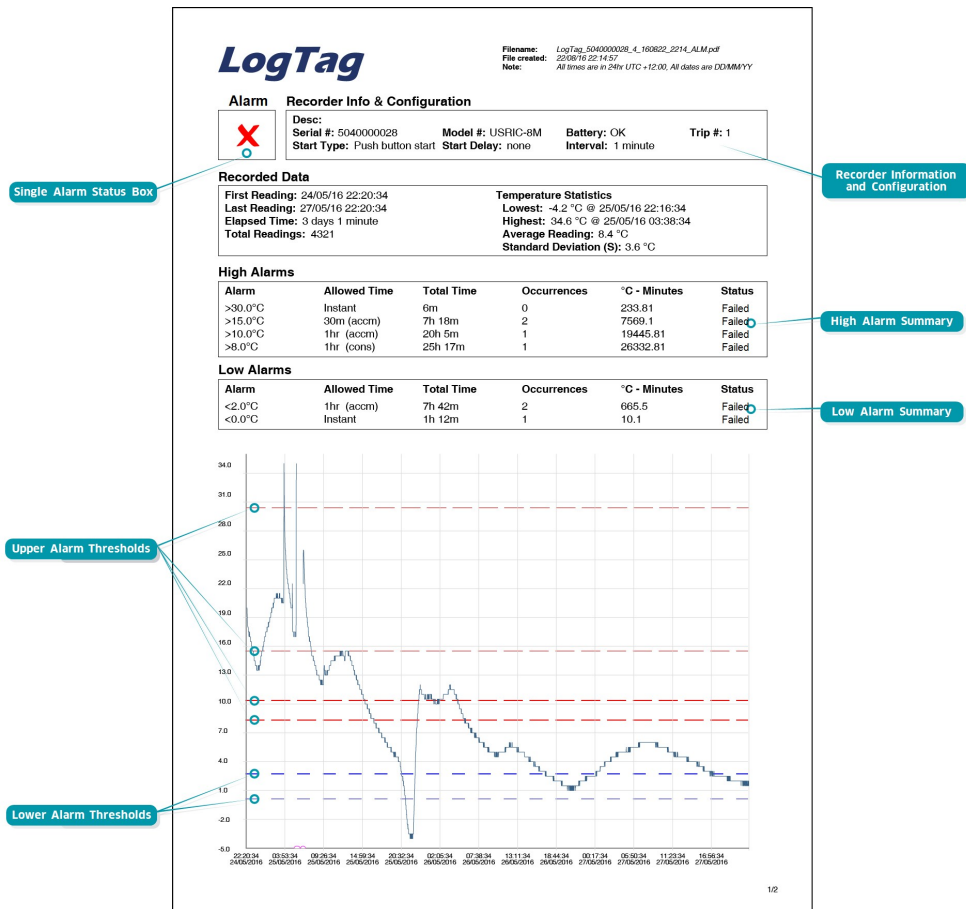 LogTag
Filename: LogTag_5040000028_4_160822_2214_ALM.pdf
File created: 22/08/16 22:14:57
Note: All times are in 24hr UTC +12:00, All dates are DD/MM/YY
Alarm Recorder Info & Configuration
X
Desc:
Serial #: 5040000028 Model #: USRIC-8M Battery: OK Trip #: 1
Start Type: Push button start Start Delay: none Interval: 1 minute
Single Alarm Status Box
Recorder Information
and Configuration
Recorded Data
First Reading: 24/05/16 22:20:34 Temperature Statistics
Last Reading: 27/05/16 22:20:34 Lowest: -4.2 °C @ 25/05/16 22:16:34
Elapsed Time: 3 days 1 minute Highest: 34.6 °C @ 25/05/16 03:38:34
Total Readings: 4321 Average Reading: 8.4 °C
Standard Deviation (S): 3.6 °C
High Alarms
Alarm Allowed Time Total Time Occurrences °C - Minutes Status
>30.0°C Instant 6m 0 233.81 Failed
>15.0°C 30m (accm) 7h 18m 2 7569.1 Failed
>10.0°C 1hr (accm) 20h 5m 1 19445.81 Failed
>8.0°C 1hr (cons) 25h 17m 1 26332.81 Failed
High Alarm Summary
Low Alarms
Alarm Allowed Time Total Time Occurrences °C - Minutes Status
<2.0°C 1hr (accm) 7h 42m 2 665.5 Failed
<0.0°C Instant 1h 12m 1 10.1 Failed
Low Alarm Summary
34.0
31.0
28.0
25.0
22.0
19.0
16.0
13.0
10.0
7.0
4.0
1.0
-2.0
-5.0
Upper Alarm Thresholds
Lower Alarm Thresholds
22:20:34 03:53:34 09:26:34 14:59:34 20:32:34 02:05:34 07:38:34 13:11:34 18:44:34 00:17:34 05:50:34 11:23:34 16:56:34
24/05/2016 25/05/2016 25/05/2016 25/05/2016 25/05/2016 26/05/2016 26/05/2016 26/05/2016 26/05/2016 27/05/2016 27/05/2016 27/05/2016 27/05/2016
1/2